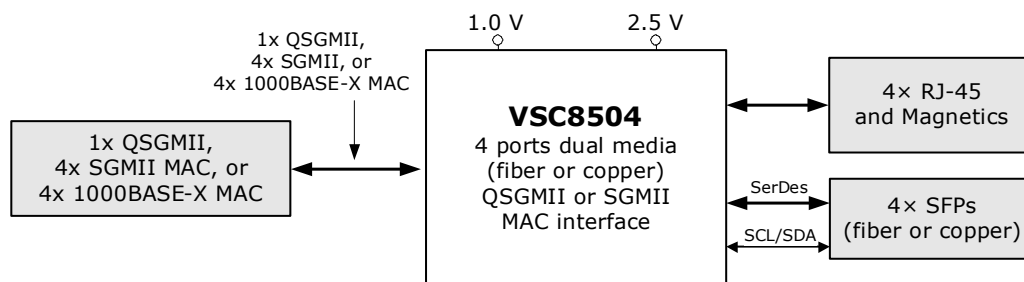 1.0 V
2.5 V
1x QSGMII,
4x SGMII, or
4x 1000BASE-X MAC
1x QSGMII,
4x SGMII MAC, or
4x 1000BASE-X MAC
VSC8504
4 ports dual media
(fiber or copper)
QSGMII or SGMII
MAC interface
4× RJ-45
and Magnetics
SerDes
SCL/SDA
4× SFPs
(fiber or copper)